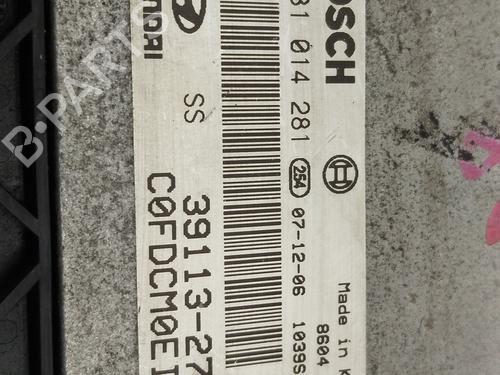 BOSCH
81 014 281
254 07-12-06
1039S
8604
Made in K
SS
39113-27
C0FDCM0EI
B·PARTS